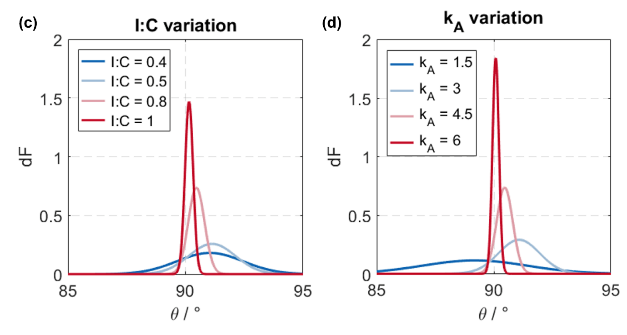 (c)
I:C variation
2
1.5
1
0.5
0
dF
I:C = 0.4
I:C = 0.5
I:C = 0.8
I:C = 1
85
90
95
θ / °
(d)
k_A variation
2
1.5
1
0.5
0
dF
k_A = 1.5
k_A = 3
k_A = 4.5
k_A = 6
85
90
95
θ / °